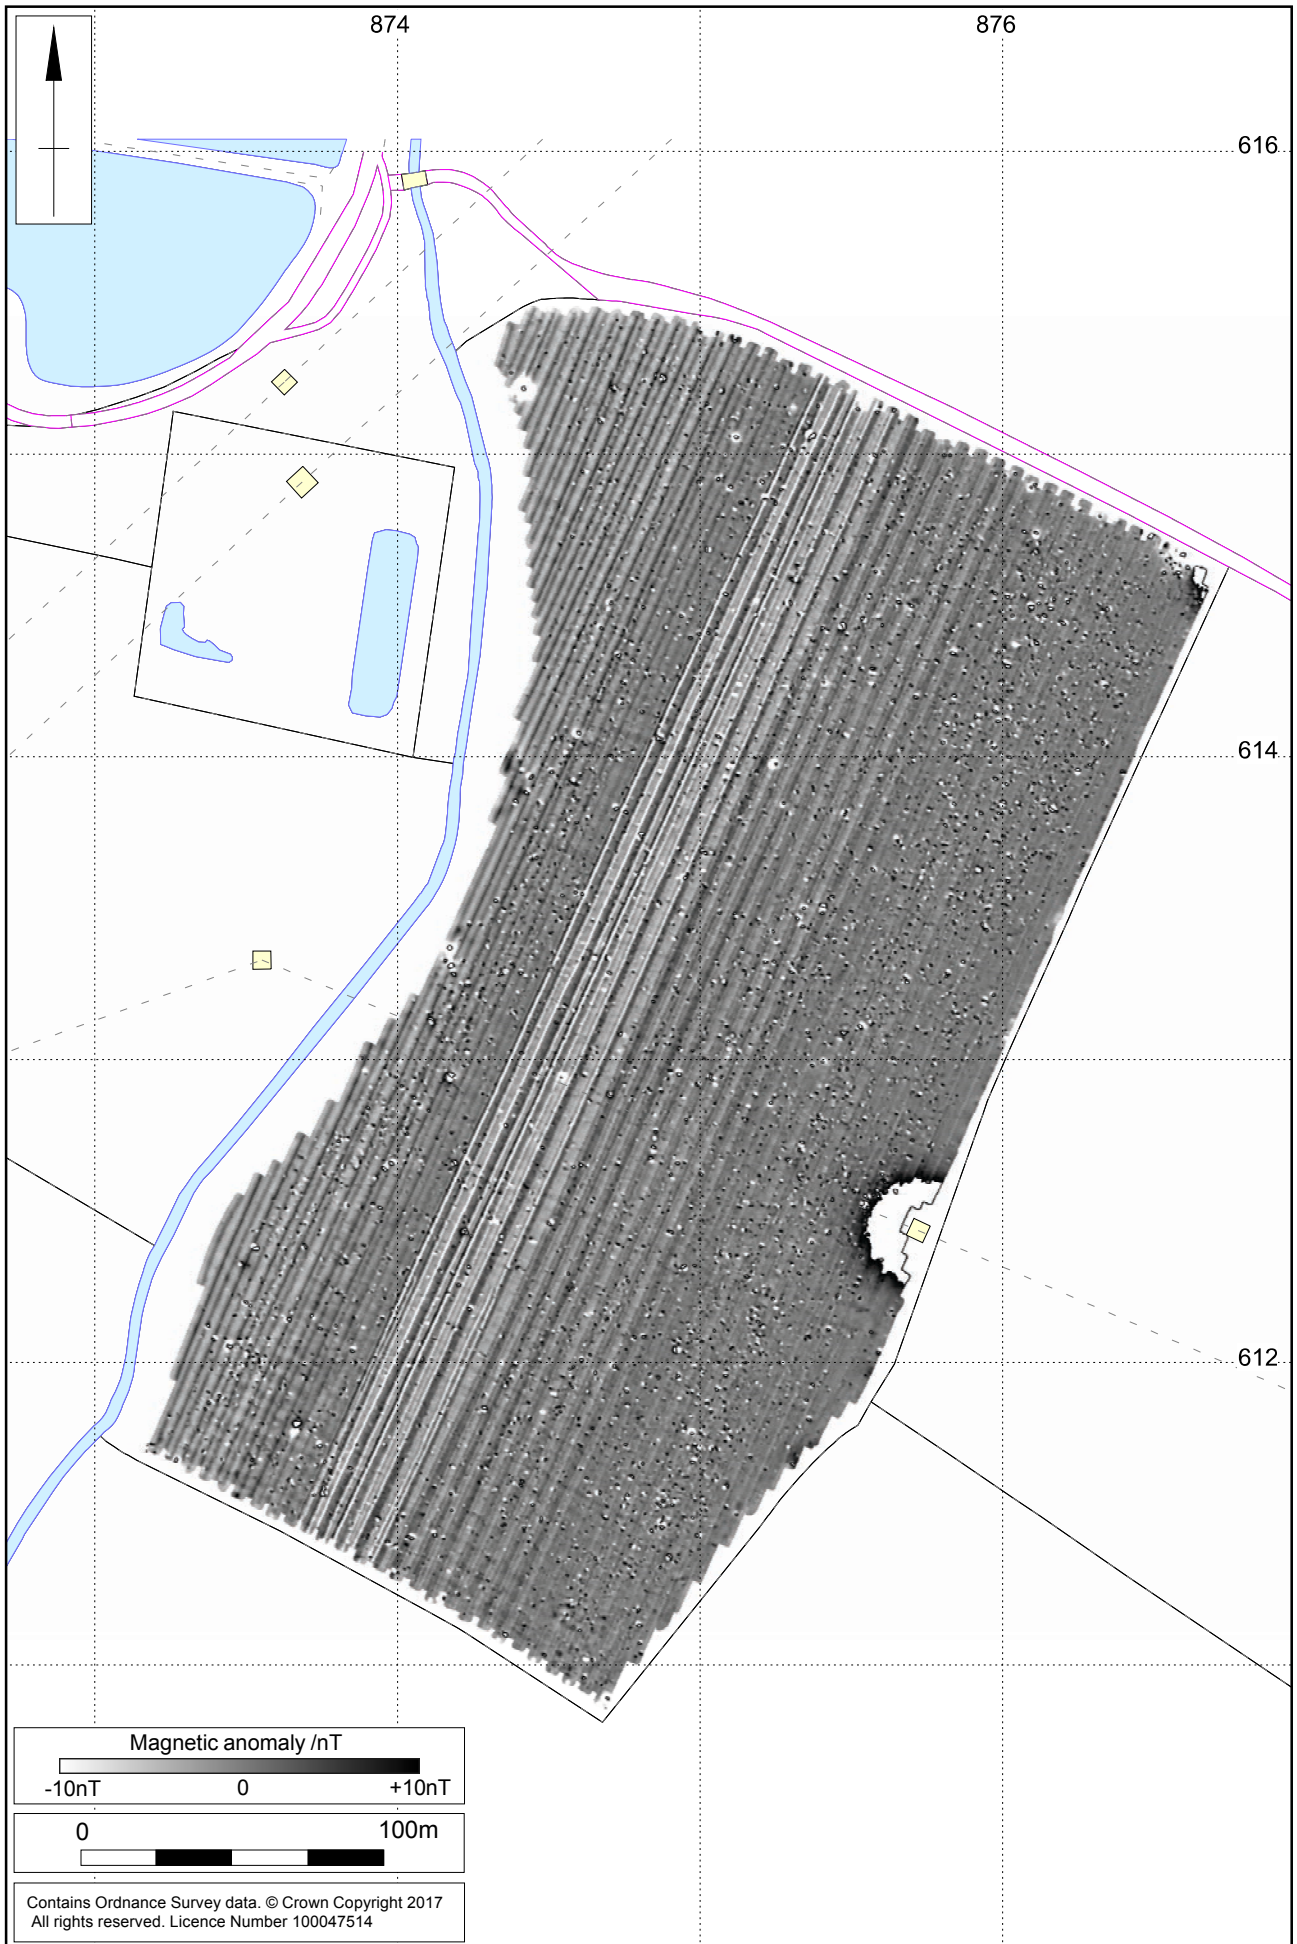 874
876
616
614
612
Magnetic anomaly /nT
-10nT
0
+10nT
0
100m
Contains Ordnance Survey data. © Crown Copyright 2017
All rights reserved. Licence Number 100047514